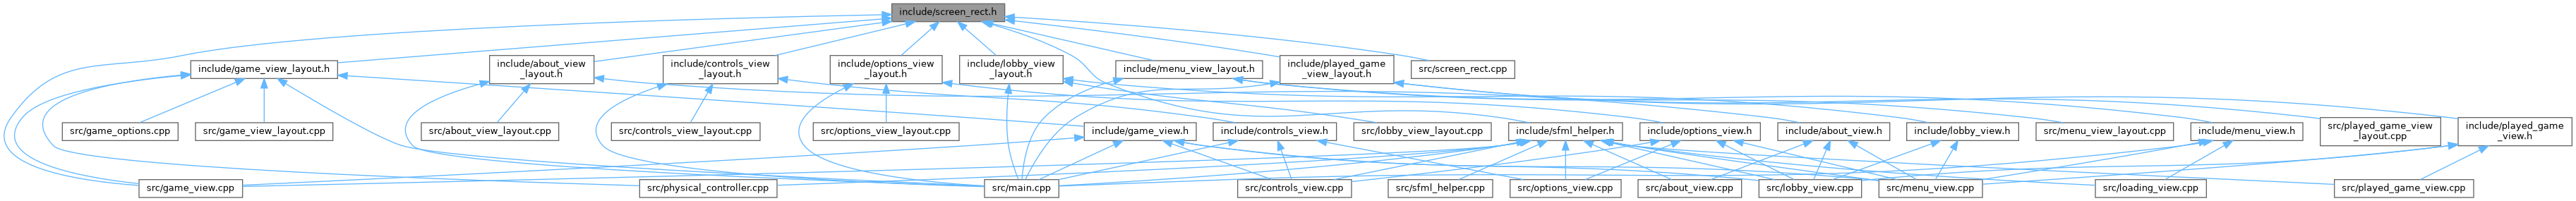 include/screen_rect.h
include/game_view_layout.h
include/about_view
_layout.h
include/controls_view
_layout.h
include/options_view
_layout.h
include/lobby_view
_layout.h
include/menu_view_layout.h
include/played_game
_view_layout.h
src/screen_rect.cpp
src/game_options.cpp
src/game_view_layout.cpp
src/about_view_layout.cpp
src/controls_view_layout.cpp
src/options_view_layout.cpp
include/game_view.h
include/controls_view.h
src/lobby_view_layout.cpp
include/sfml_helper.h
include/options_view.h
include/about_view.h
include/lobby_view.h
src/menu_view_layout.cpp
include/menu_view.h
src/played_game_view
_layout.cpp
include/played_game
_view.h
src/game_view.cpp
src/physical_controller.cpp
src/main.cpp
src/controls_view.cpp
src/sfml_helper.cpp
src/options_view.cpp
src/about_view.cpp
src/lobby_view.cpp
src/menu_view.cpp
src/loading_view.cpp
src/played_game_view.cpp